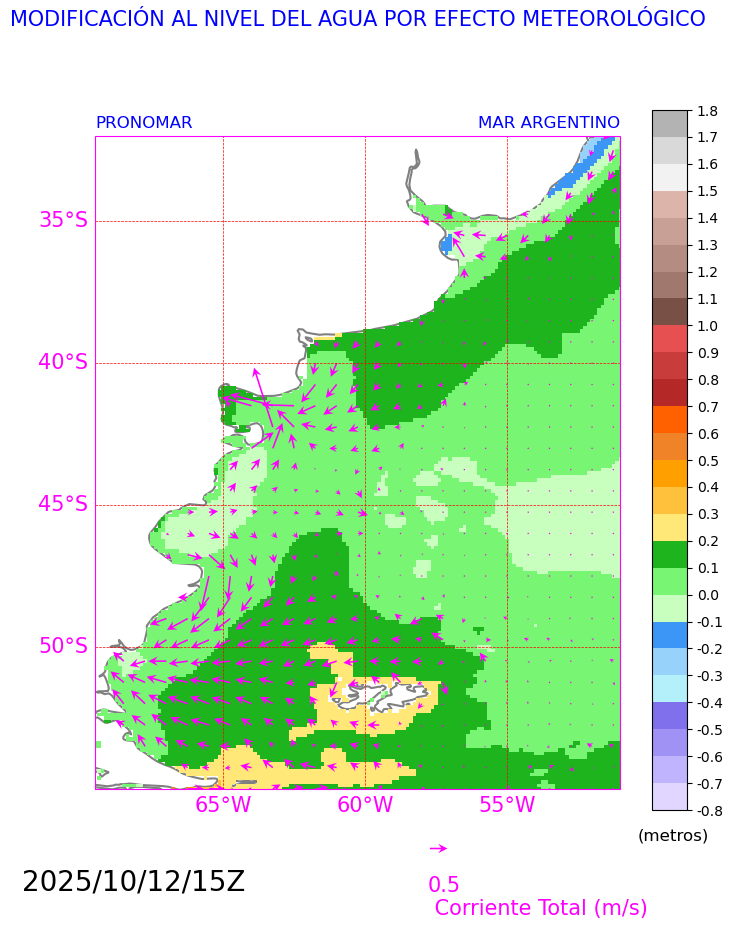 MODIFICACIÓN AL NIVEL DEL AGUA POR EFECTO METEOROLÓGICO
PRONOMAR
MAR ARGENTINO
1.8
1.7
1.6
1.5
1.4
1.3
1.2
1.1
1.0
0.9
0.8
0.7
0.6
0.5
0.4
0.3
0.2
0.1
0.0
-0.1
-0.2
-0.3
-0.4
-0.5
-0.6
-0.7
-0.8
(metros)
35°S
40°S
45°S
50°S
65°W
60°W
55°W
2025/10/12/15Z
0.5
Corriente Total (m/s)